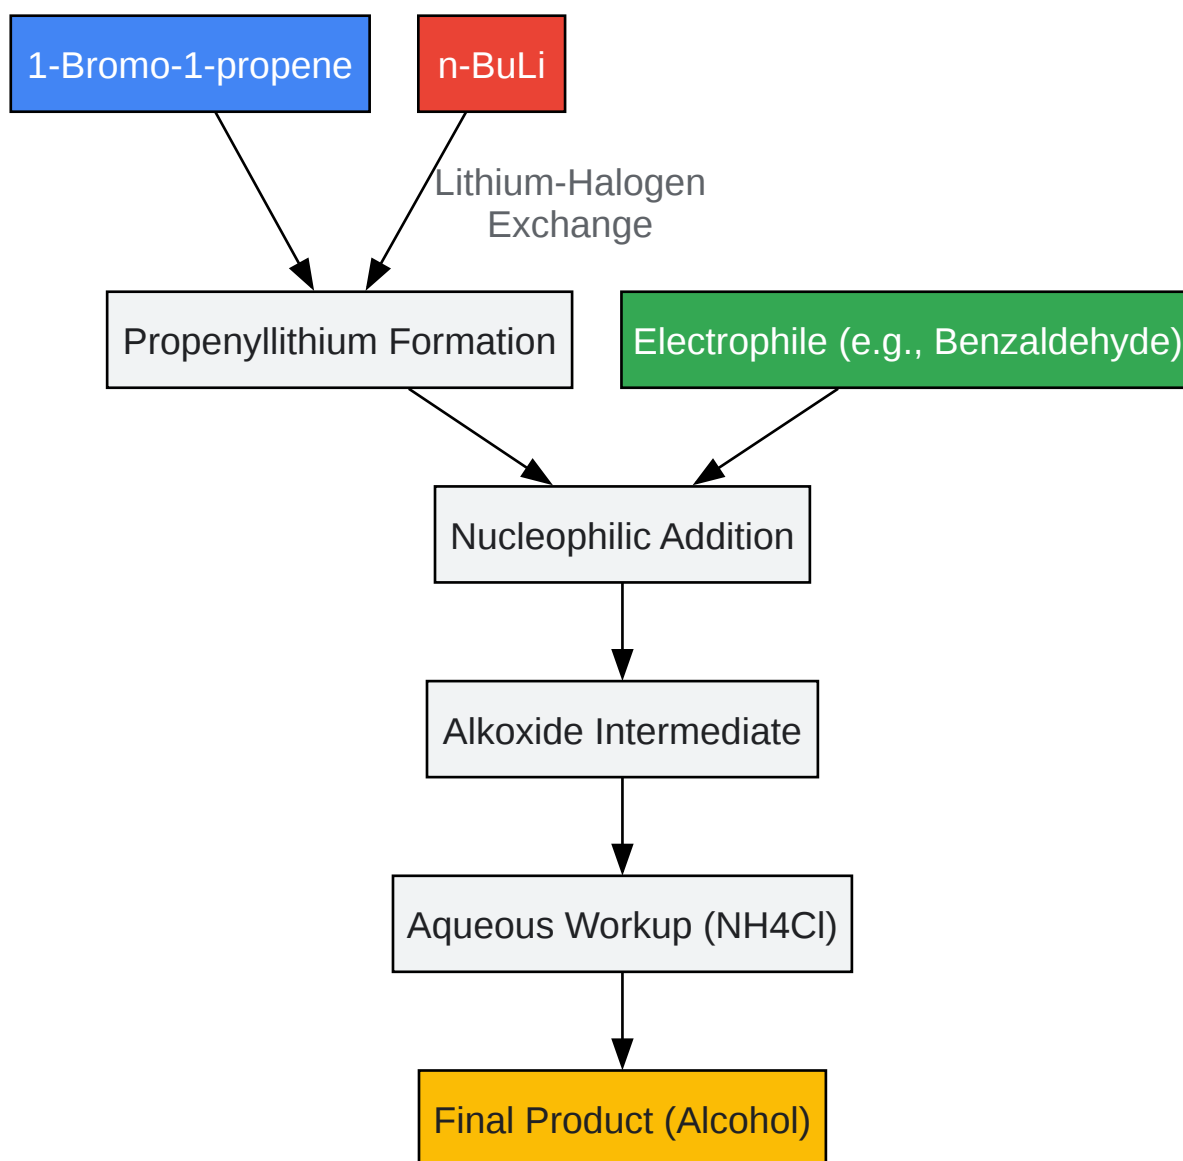 1-Bromo-1-propene
n-BuLi
Lithium-Halogen
Exchange
Propenyllithium Formation
Electrophile (e.g., Benzaldehyde)
Nucleophilic Addition
Alkoxide Intermediate
Aqueous Workup (NH4Cl)
Final Product (Alcohol)